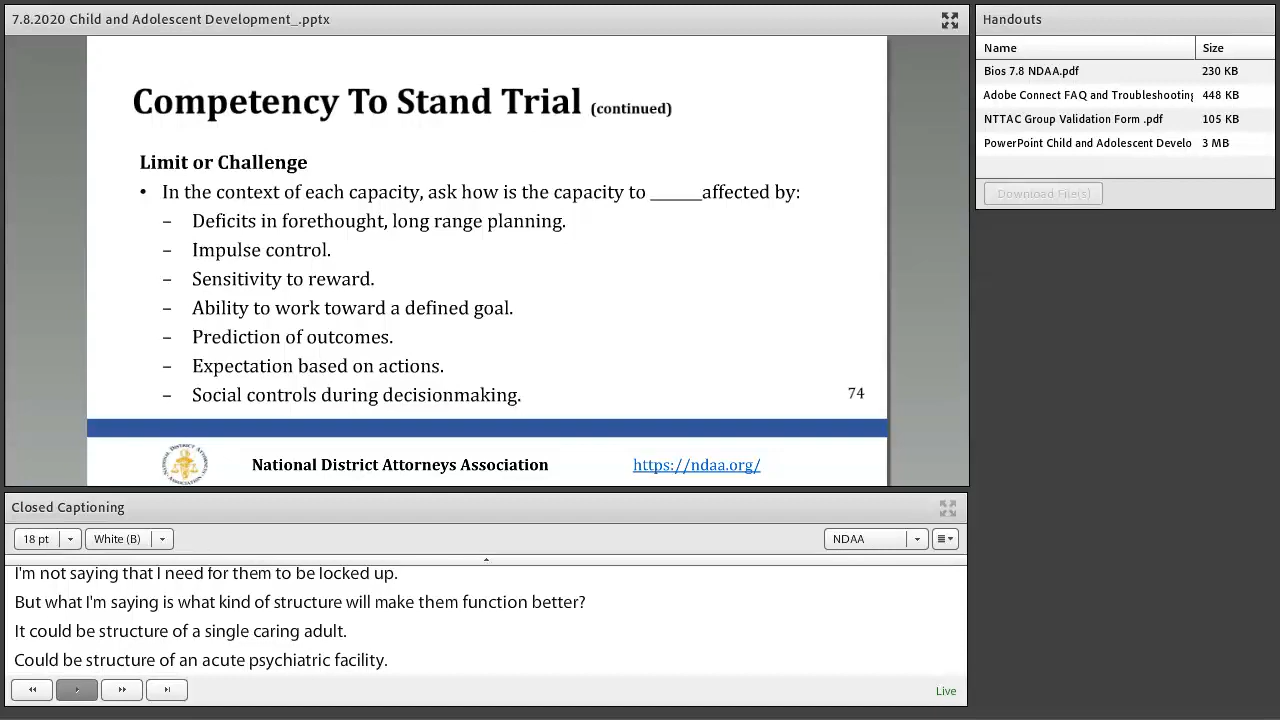 7.8.2020 Child and Adolescent Development_.pptx
Competency To Stand Trial (continued)
Limit or Challenge
• In the context of each capacity, ask how is the capacity to ______affected by:
– Deficits in forethought, long range planning.
– Impulse control.
– Sensitivity to reward.
– Ability to work toward a defined goal.
– Prediction of outcomes.
– Expectation based on actions.
– Social controls during decisionmaking.
74
National District Attorneys Association https://ndaa.org/
Handouts
Name Size
Bios 7.8 NDAA.pdf 230 KB
Adobe Connect FAQ and Troubleshooting 448 KB
NTTAC Group Validation Form .pdf 105 KB
PowerPoint Child and Adolescent Develo 3 MB
Download File(s)
Closed Captioning
18 pt White (B) NDAA
I'm not saying that I need for them to be locked up.
But what I'm saying is what kind of structure will make them function better?
It could be structure of a single caring adult.
Could be structure of an acute psychiatric facility.
Live